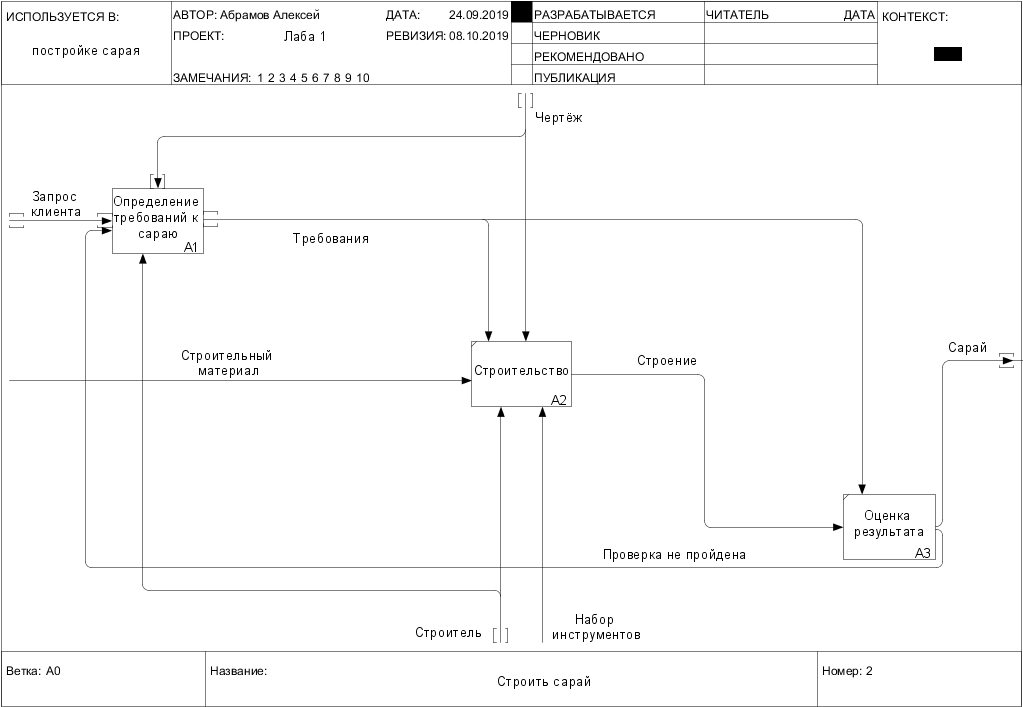 ИСПОЛЬЗУЕТСЯ В:
постройке сарая
АВТОР: Абрамов Алексей
ДАТА: 24.09.2019
ПРОЕКТ: Лаба 1
РЕВИЗИЯ: 08.10.2019
ЗАМЕЧАНИЯ: 1 2 3 4 5 6 7 8 9 10
РАЗРАБАТЫВАЕТСЯ
ЧЕРНОВИК
РЕКОМЕНДОВАНО
ПУБЛИКАЦИЯ
ЧИТАТЕЛЬ ДАТА
КОНТЕКСТ:
Чертёж
Запрос
клиента
Определение
требований к
сараю
A1
Требования
Строительный
материал
Строительство
A2
Строение
Сарай
Оценка
результата
A3
Проверка не пройдена
Строитель
Набор
инструментов
Ветка: A0
Название:
Строить сарай
Номер: 2